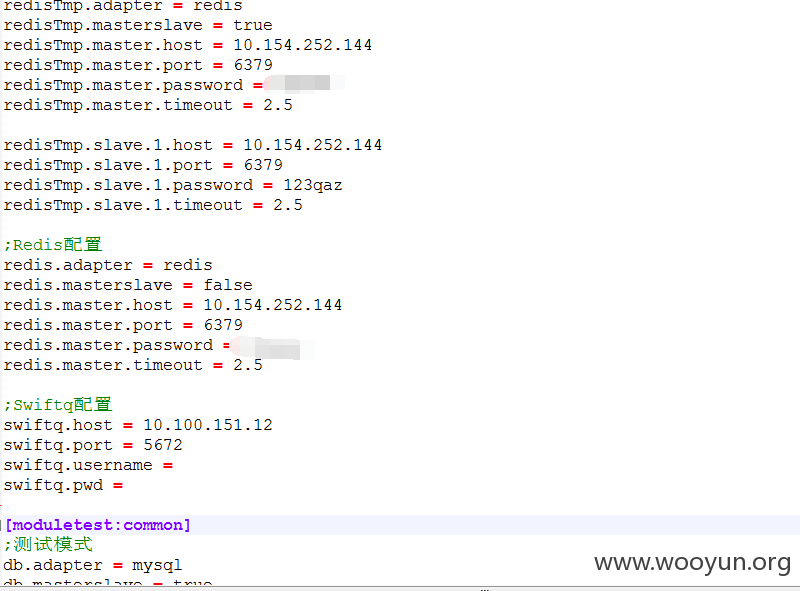 redisTmp.adapter = redis
redisTmp.masterslave = true
redisTmp.master.host = 10.154.252.144
redisTmp.master.port = 6379
redisTmp.master.password =
redisTmp.master.timeout = 2.5
redisTmp.slave.1.host = 10.154.252.144
redisTmp.slave.1.port = 6379
redisTmp.slave.1.password = 123qaz
redisTmp.slave.1.timeout = 2.5
;Redis配置
redis.adapter = redis
redis.masterslave = false
redis.master.host = 10.154.252.144
redis.master.port = 6379
redis.master.password =
redis.master.timeout = 2.5
;Swiftq配置
swiftq.host = 10.100.151.12
swiftq.port = 5672
swiftq.username =
swiftq.pwd =
[moduletest:common]
;测试模式
db.adapter = mysql
db.masterslave = true
www.wooyun.org